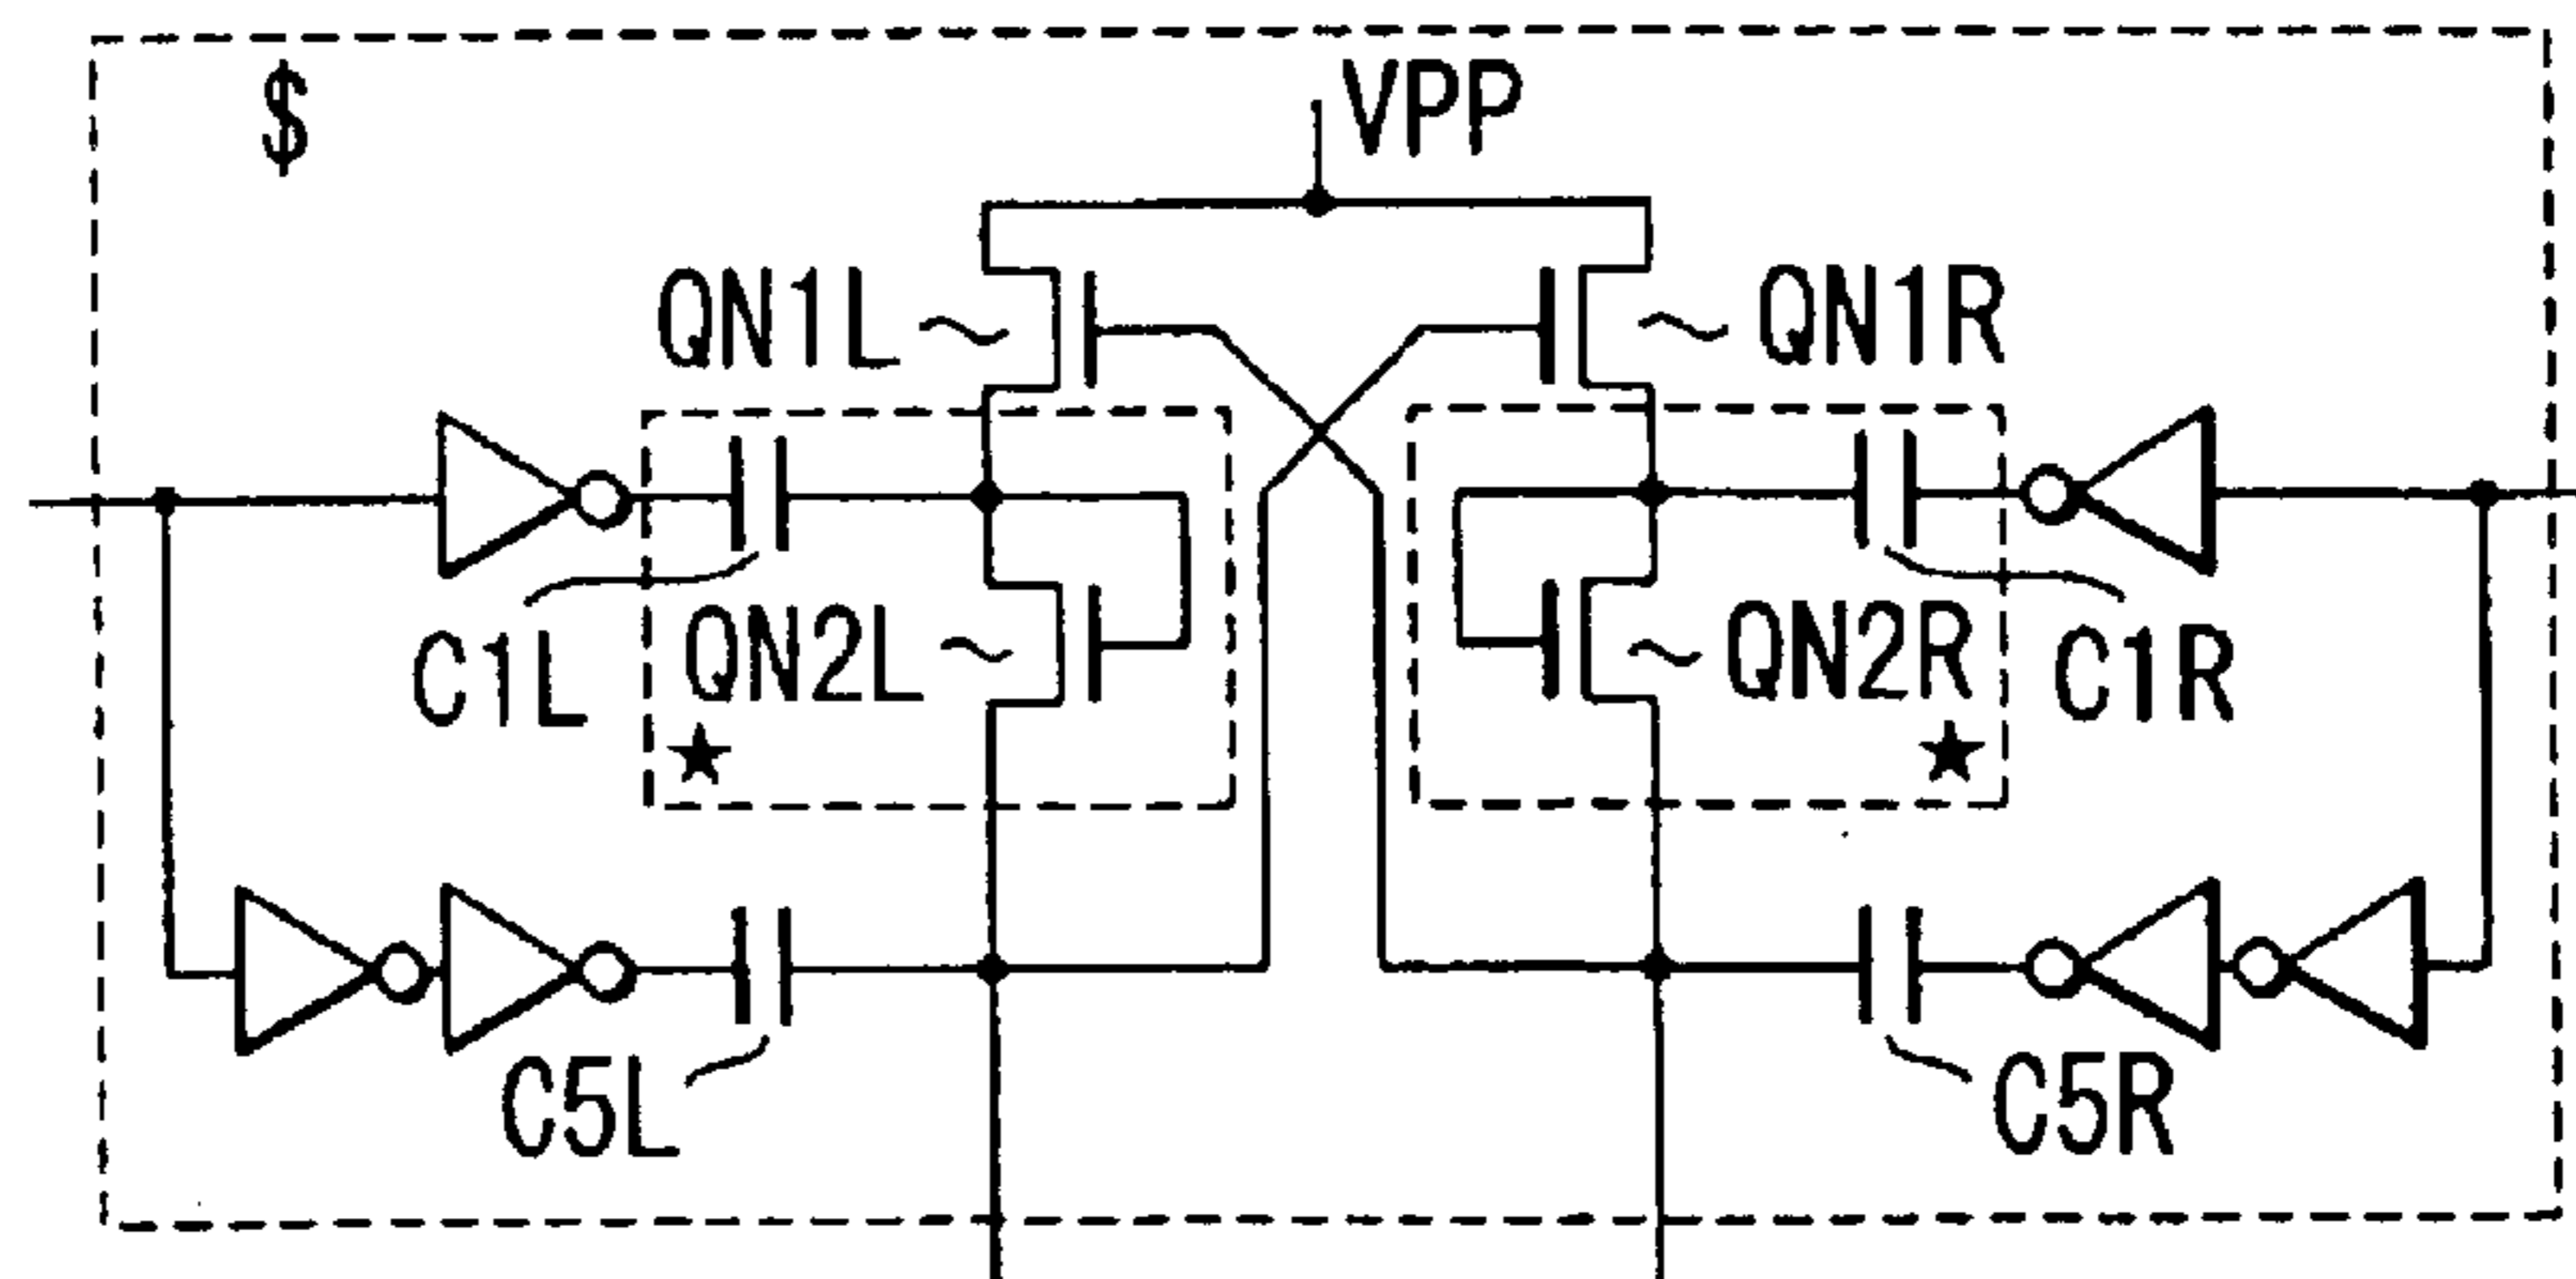 $
VPP
QN1L
QN1R
C1L
QN2L
QN2R
C1R
★
★
C5L
C5R